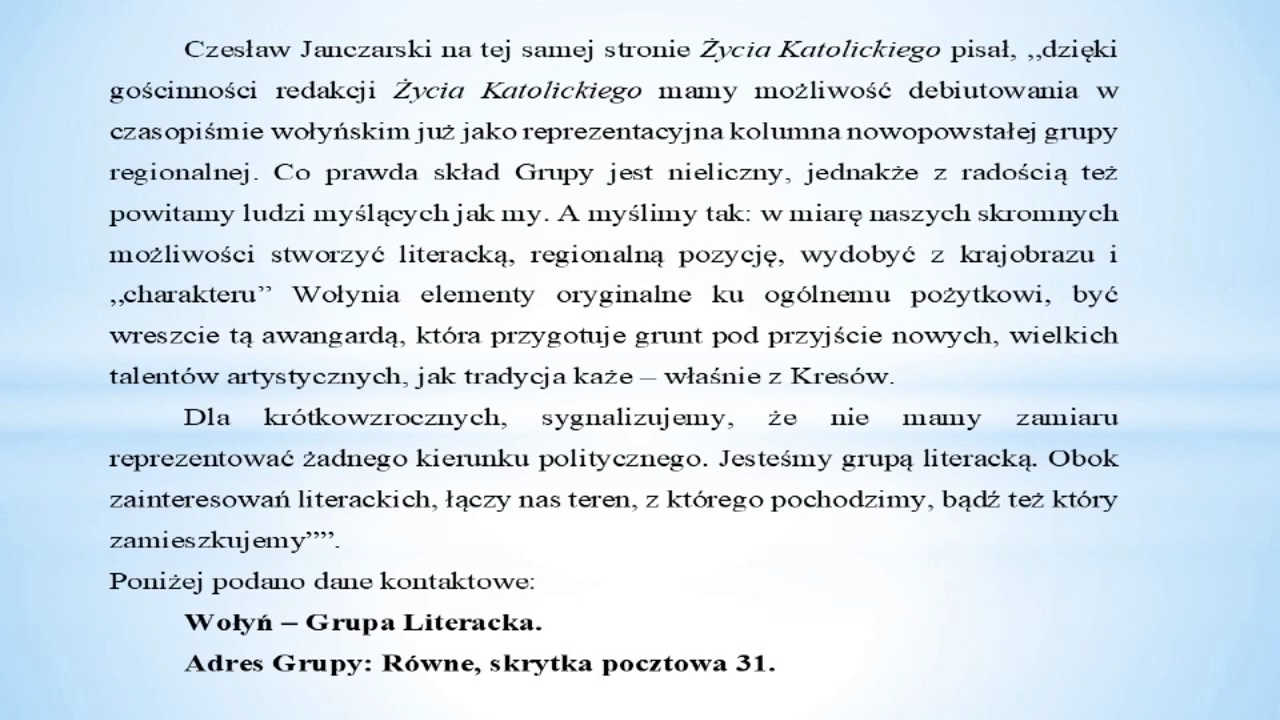 Czesław Janczarski na tej samej stronie Życia Katolickiego pisał, ,,dzięki
gościnności redakcji Życia Katolickiego mamy możliwość debiutowania w
czasopiśmie wołyńskim już jako reprezentacyjna kolumna nowopowstałej grupy
regionalnej. Co prawda skład Grupy jest nieliczny, jednakże z radością też
powitamy ludzi myślących jak my. A myślimy tak: w miarę naszych skromnych
możliwości stworzyć literacką, regionalną pozycję, wydobyć z krajobrazu i
,,charakteru” Wołynia elementy oryginalne ku ogólnemu pożytkowi, być
wreszcie tą awangardą, która przygotuje grunt pod przyjście nowych, wielkich
talentów artystycznych, jak tradycja każe – właśnie z Kresów.
Dla krótkowzrocznych, sygnalizujemy, że nie mamy zamiaru
reprezentować żadnego kierunku politycznego. Jesteśmy grupą literacką. Obok
zainteresowań literackich, łączy nas teren, z którego pochodzimy, bądź też który
zamieszkujemy””.
Poniżej podano dane kontaktowe:
Wołyń – Grupa Literacka.
Adres Grupy: Równe, skrytka pocztowa 31.